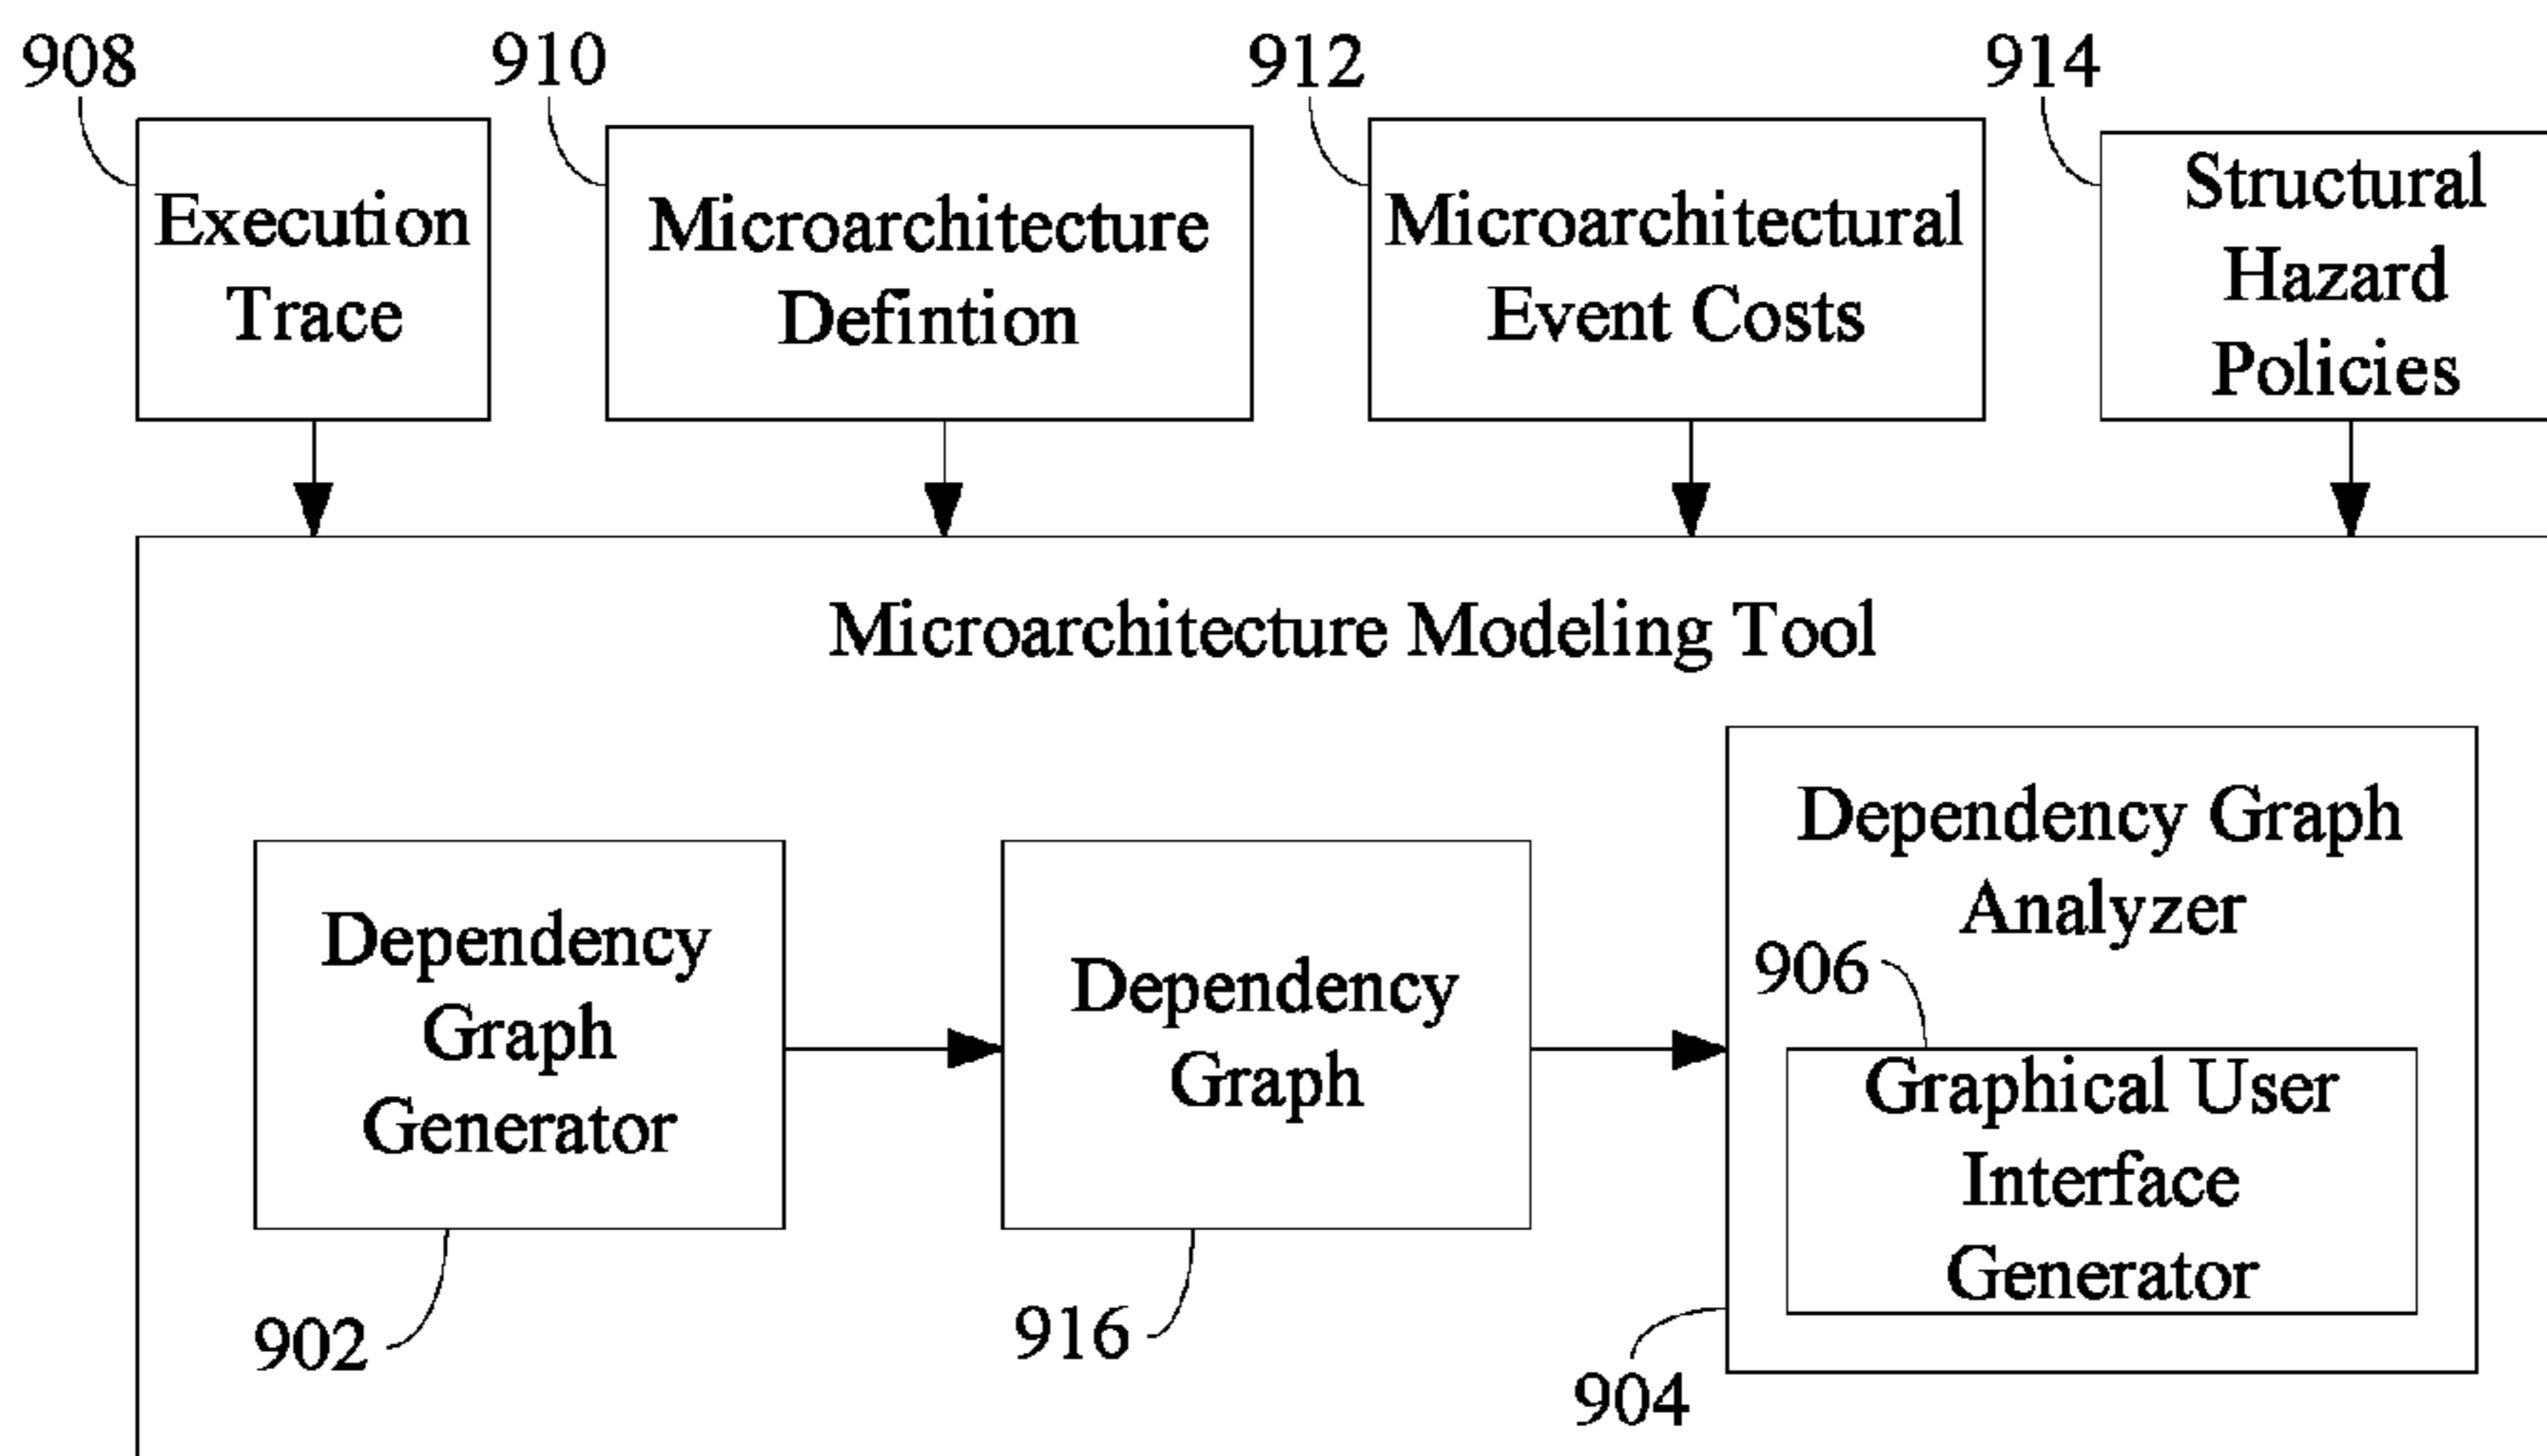 908
910
912
914
Execution
Trace
Microarchitecture
Defintion
Microarchitectural
Event Costs
Structural
Hazard
Policies
Microarchitecture Modeling Tool
Dependency
Graph
Generator
902
Dependency
Graph
916
Dependency Graph
Analyzer
906
Graphical User
Interface
Generator
904